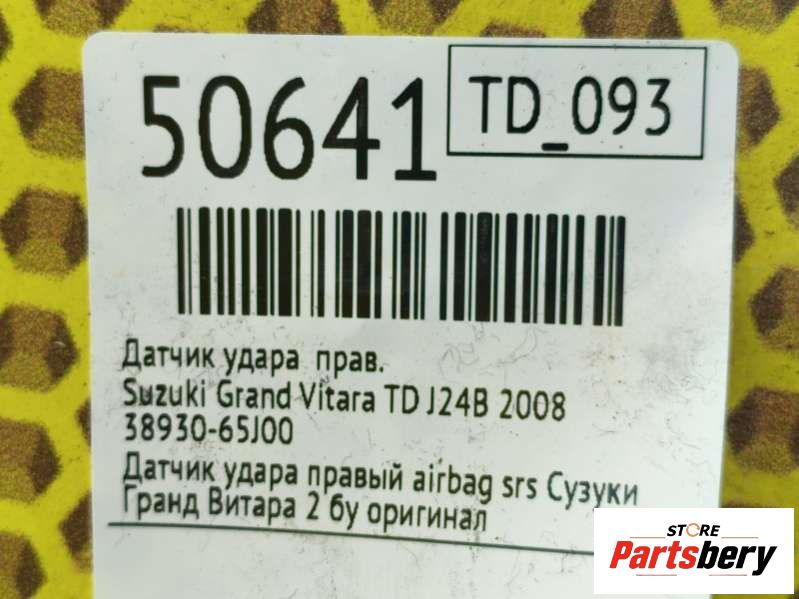 50641
TD_093
Датчик удара прав.
Suzuki Grand Vitara TD J24B 2008
38930-65J00
Датчик удара правый airbag srs Сузуки
Гранд Витара 2 бу оригинал
STORE
Partsbery